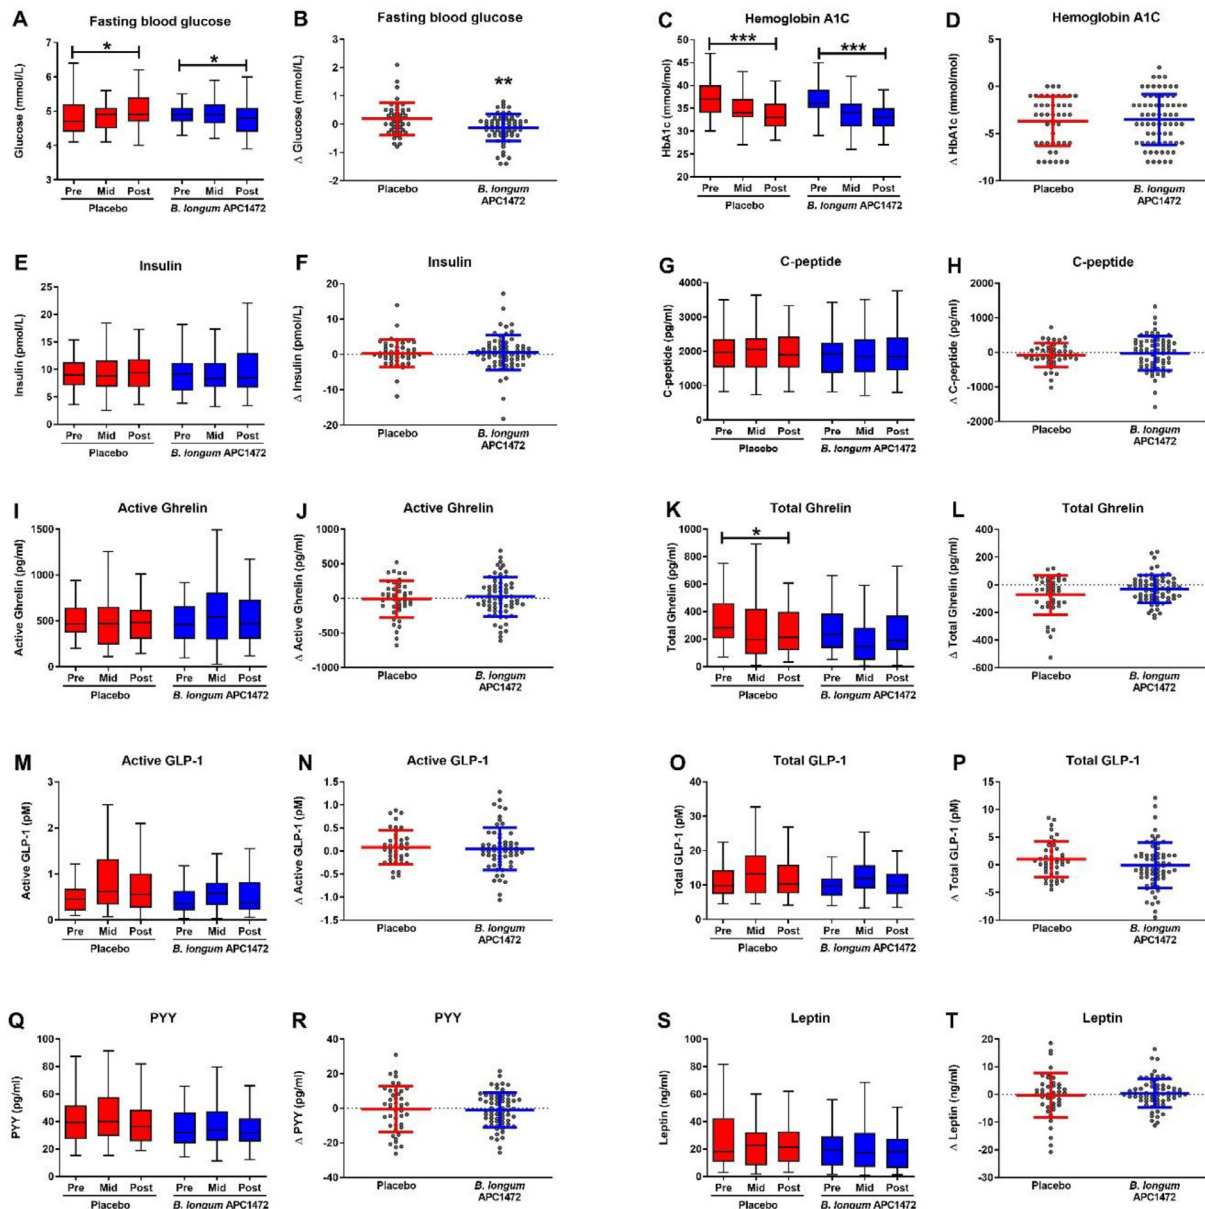 A
Fasting blood glucose
Glucose (mmol/L)
6
5
4
3
*
*
Pre Mid Post Pre Mid Post
Placebo B. longum APC1472
B
Fasting blood glucose
Δ Glucose (mmol/L)
3
2
1
0
-1
-2
**
Placebo B. longum
APC1472
C
Hemoglobin A1C
HbA1c (mmol/mol)
50
45
40
35
30
25
20
***
***
Pre Mid Post Pre Mid Post
Placebo B. longum APC1472
D
Hemoglobin A1C
Δ HbA1c (mmol/mol)
5
0
-5
-10
Placebo B. longum
APC1472
E
Insulin
Insulin (pmol/L)
25
20
15
10
5
0
Pre Mid Post Pre Mid Post
Placebo B. longum APC1472
F
Insulin
Δ Insulin (pmol/L)
20
10
0
-10
-20
Placebo B. longum
APC1472
G
C-peptide
C-peptide (pg/ml)
4000
3000
2000
1000
0
Pre Mid Post Pre Mid Post
Placebo B. longum APC1472
H
C-peptide
Δ C-peptide (pg/ml)
2000
1000
0
-1000
-2000
Placebo B. longum
APC1472
I
Active Ghrelin
Active Ghrelin (pg/ml)
1500
1000
500
0
Pre Mid Post Pre Mid Post
Placebo B. longum APC1472
J
Active Ghrelin
Δ Active Ghrelin (pg/ml)
1000
500
0
-500
-1000
Placebo B. longum
APC1472
K
Total Ghrelin
Total Ghrelin (pg/ml)
1000
800
600
400
200
0
*
Pre Mid Post Pre Mid Post
Placebo B. longum APC1472
L
Total Ghrelin
Δ Total Ghrelin (pg/ml)
400
200
0
-200
-400
-600
Placebo B. longum
APC1472
M
Active GLP-1
Active GLP-1 (pM)
3
2
1
0
Pre Mid Post Pre Mid Post
Placebo B. longum APC1472
N
Active GLP-1
Δ Active GLP-1 (pM)
1.5
1.0
0.5
0.0
-0.5
-1.0
-1.5
Placebo B. longum
APC1472
O
Total GLP-1
Total GLP-1 (pM)
40
30
20
10
0
Pre Mid Post Pre Mid Post
Placebo B. longum APC1472
P
Total GLP-1
Δ Total GLP-1 (pM)
15
10
5
0
-5
-10
Placebo B. longum
APC1472
Q
PYY
PYY (pg/ml)
100
80
60
40
20
0
Pre Mid Post Pre Mid Post
Placebo B. longum APC1472
R
PYY
Δ PYY (pg/ml)
40
20
0
-20
-40
Placebo B. longum
APC1472
S
Leptin
Leptin (ng/ml)
100
80
60
40
20
0
Pre Mid Post Pre Mid Post
Placebo B. longum APC1472
T
Leptin
Δ Leptin (ng/ml)
20
10
0
-10
-20
-30
Placebo B. longum
APC1472